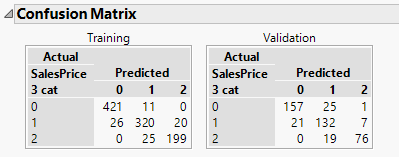 Confusion Matrix
Training
Actual
SalesPrice Predicted
3 cat 0 1 2
0 421 11 0
1 26 320 20
2 0 25 199
Validation
Actual
SalesPrice Predicted
3 cat 0 1 2
0 157 25 1
1 21 132 7
2 0 19 76